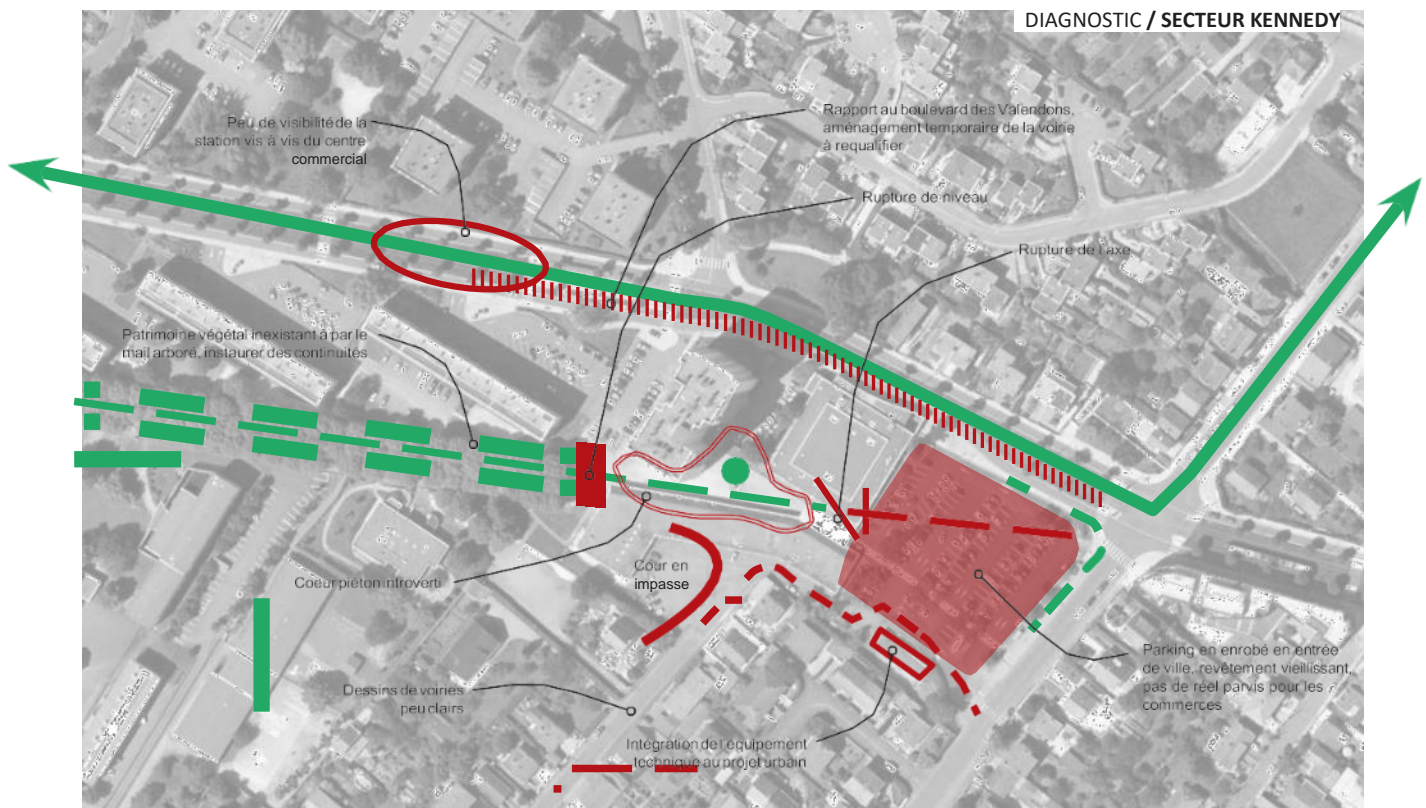 DIAGNOSTIC / SECTEUR KENNEDY
Peu de visibilité de la
station vis à vis du centre
commercial
Rapport au boulevard des Valendons,
aménagement temporaire de la voirie
à requalifier
Rupture de niveau
Rupture de l'axe
Patrimoine végétal inexistant à par le
mail arboré, instaurer des continuités
Coeur piéton introverti
Cour en
impasse
Dessins de voiries
peu clairs
Intégration de l'équipement
technique au projet urbain
Parking en enrobé en entrée
de ville, revêtement vieillissant,
pas de réel parvis pour les
commerces